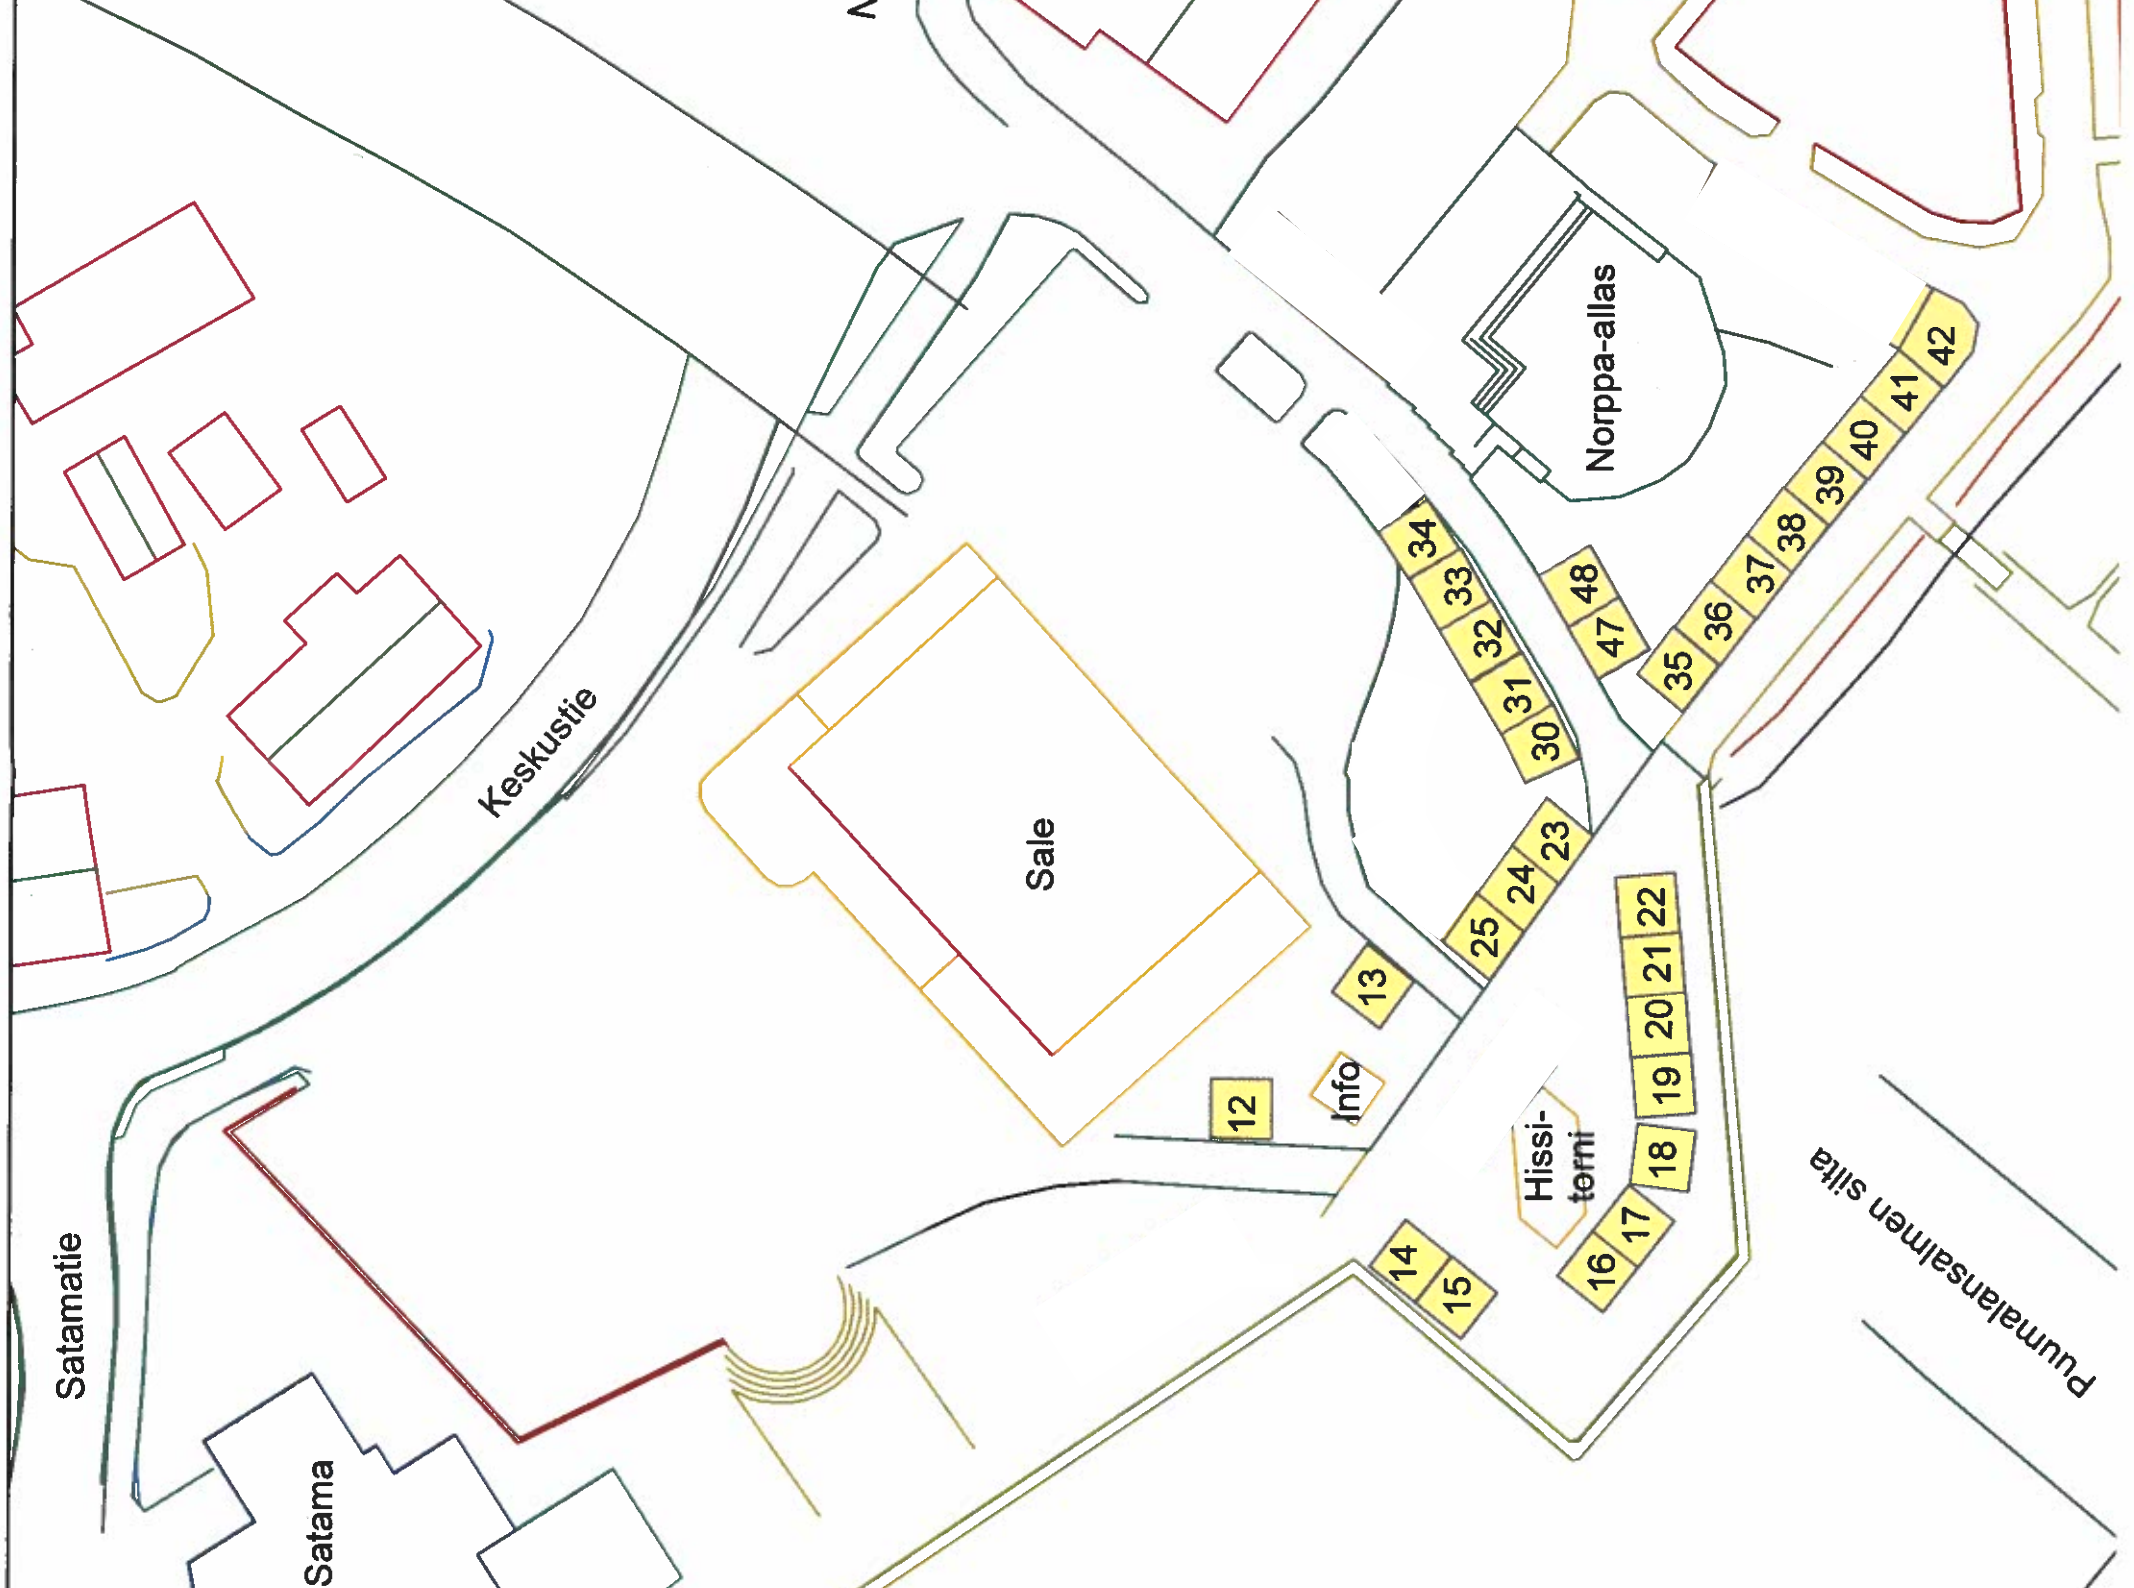 N
Keskustie
Satamatie
Satama
Sale
Norppa-allas
Info
Hissi-
torni
Puumalansalmen silta
12
13
14
15
16
17
18
19
20
21
22
23
24
25
30
31
32
33
34
35
36
37
38
39
40
41
42
47
48